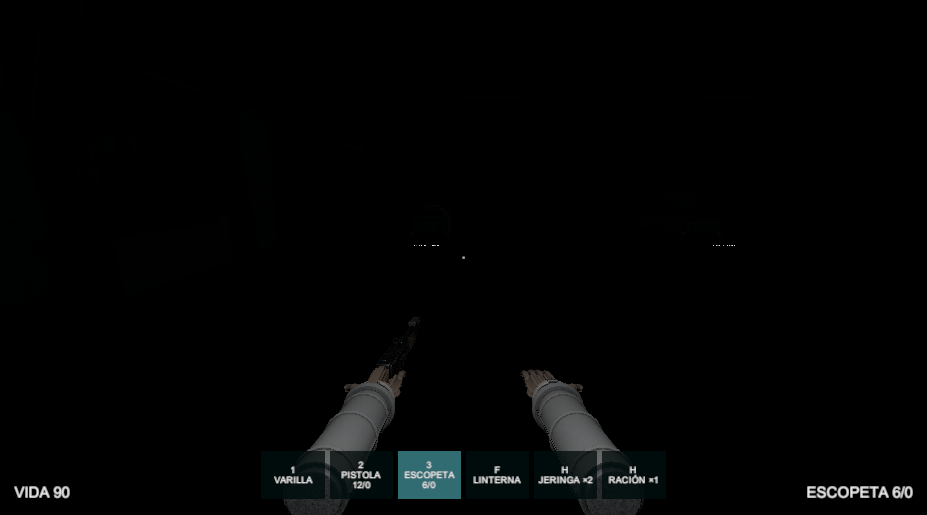 1
VARILLA
2
PISTOLA
12/0
3
ESCOPETA
6/0
F
LINTERNA
H
JERINGA ×2
H
RACIÓN ×1
VIDA 90
ESCOPETA 6/0